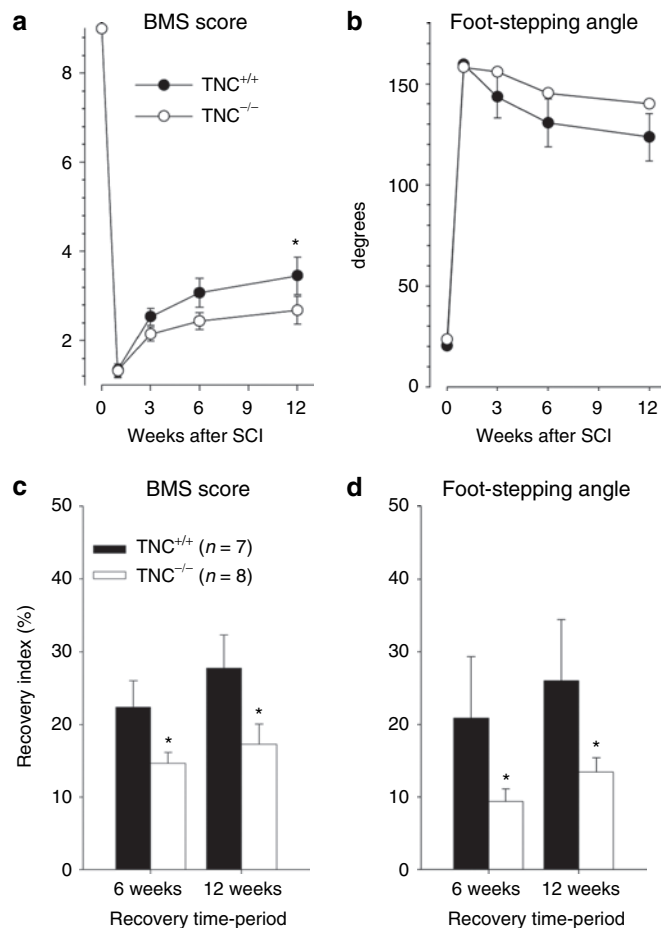 a BMS score
8
6
4
2
TNC+/+
TNC−/−
*
0 3 6 9 12
Weeks after SCI
b Foot-stepping angle
150
100
50
0
degrees
0 3 6 9 12
Weeks after SCI
c BMS score
50
40
30
20
10
0
Recovery index (%)
TNC+/+ (n = 7)
TNC−/− (n = 8)
* *
6 weeks 12 weeks
Recovery time-period
d Foot-stepping angle
50
40
30
20
10
0
* *
6 weeks 12 weeks
Recovery time-period